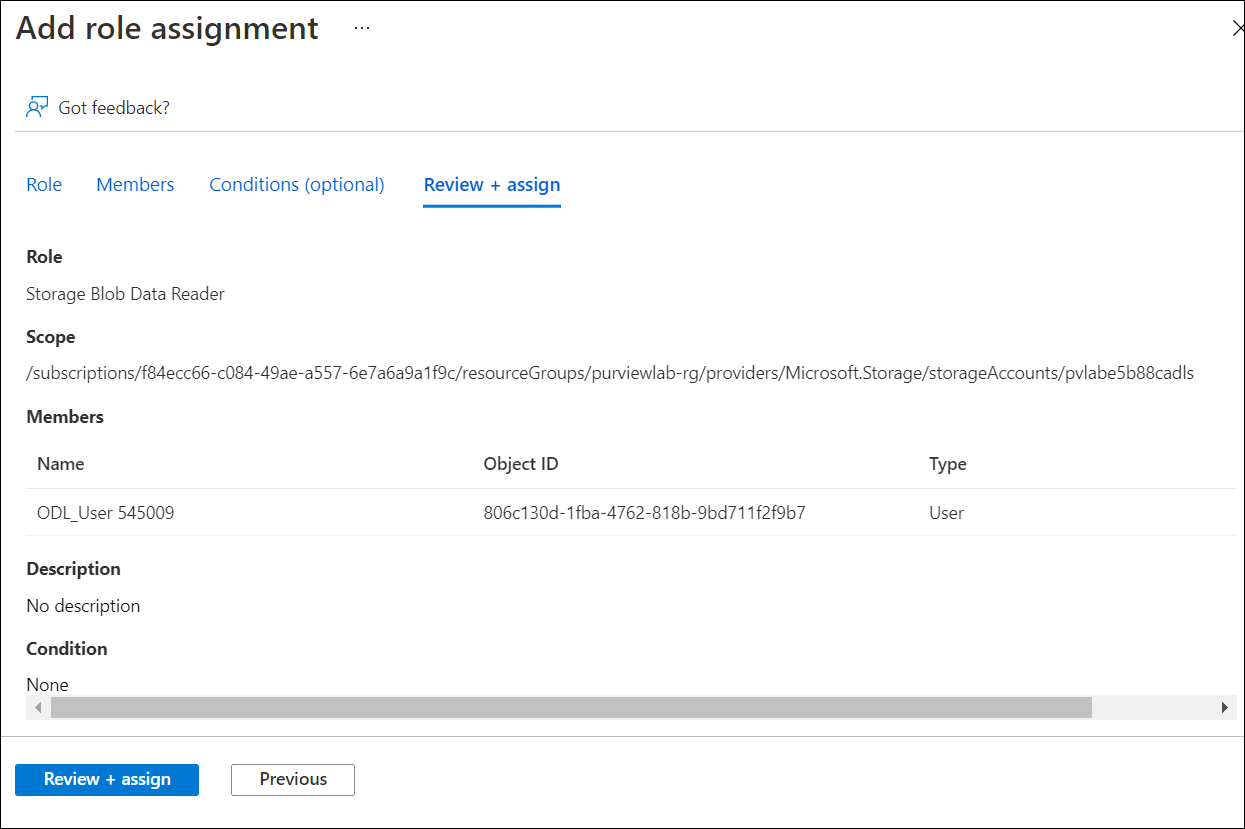 Add role assignment ...
Got feedback?
Role Members Conditions (optional) Review + assign
Role
Storage Blob Data Reader
Scope
/subscriptions/f84ecc66-c084-49ae-a557-6e7a6a9a1f9c/resourceGroups/purviewlab-rg/providers/Microsoft.Storage/storageAccounts/pvlabe5b88cadls
Members
Name Object ID Type
ODL_User 545009 806c130d-1fba-4762-818b-9bd711f2f9b7 User
Description
No description
Condition
None
Review + assign Previous